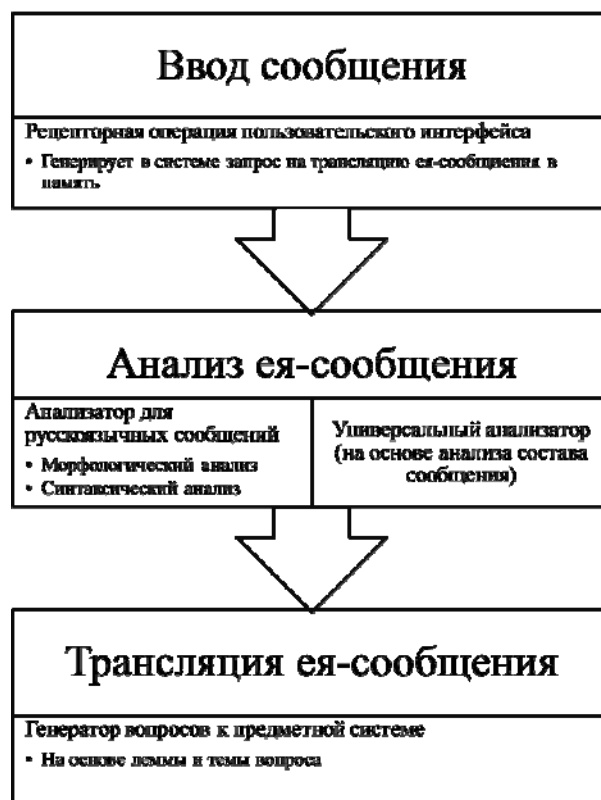 Ввод сообщения
Рецепторная операция пользовательского интерфейса
• Генерирует в системе запрос на трансляцию ея-сообщения в
память
Анализ ея-сообщения
Анализатор для
русскоязычных сообщений
• Морфологический анализ
• Синтаксический анализ
Универсальный анализатор
(на основе анализа состава
сообщения)
Трансляция ея-сообщения
Генератор вопросов к предметной системе
• На основе леммы и темы вопроса